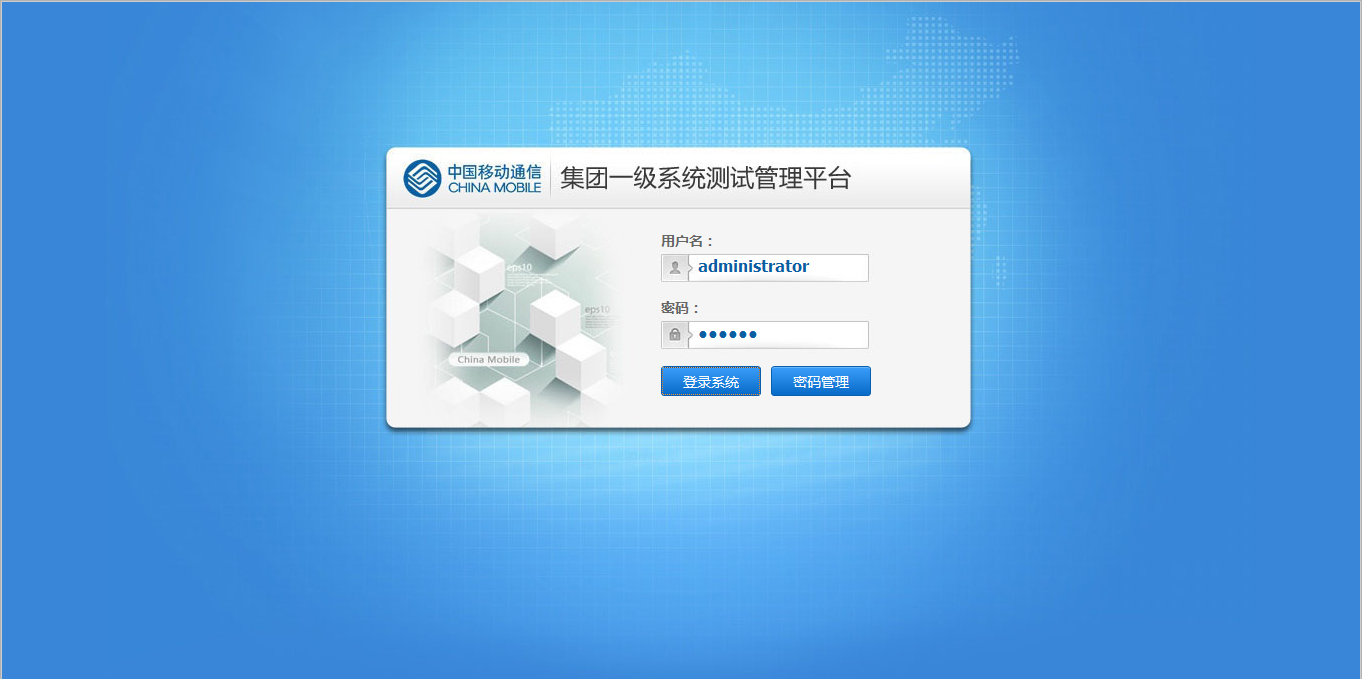 中国移动通信
CHINA MOBILE
集团一级系统测试管理平台
用户名：
eps10
administrator
密码：
eps10
China Mobile
登录系统 密码管理